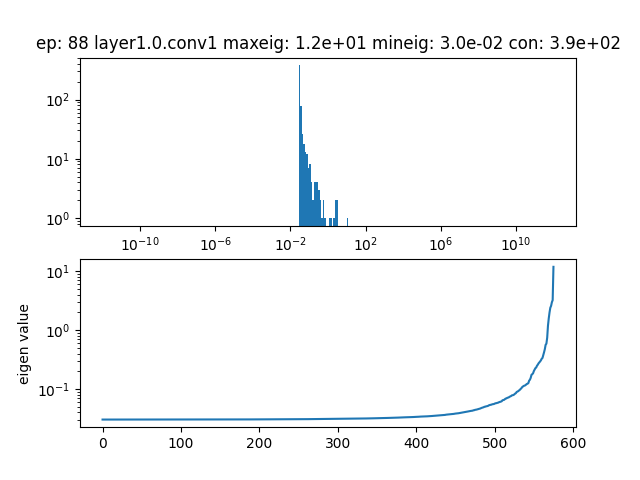 ep: 88 layer1.0.conv1 maxeig: 1.2e+01 mineig: 3.0e-02 con: 3.9e+02
10²
10¹
10⁰
10⁻¹⁰ 10⁻⁶ 10⁻² 10² 10⁶ 10¹⁰
eigen value
10¹
10⁰
10⁻¹
0 100 200 300 400 500 600